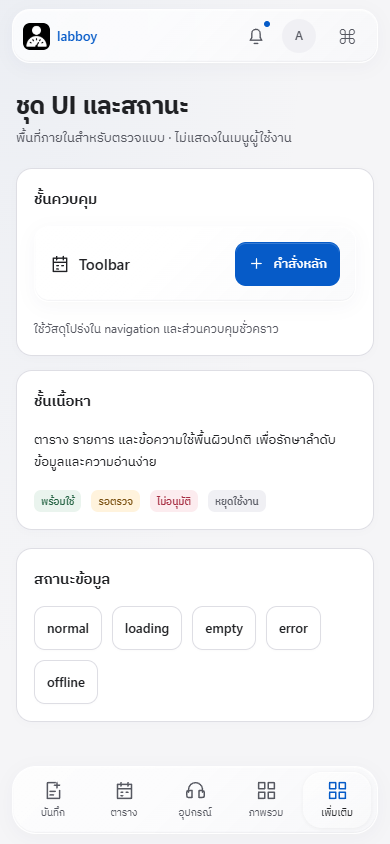 labboy
A
ชุด UI และสถานะ
พื้นที่ภายในสำหรับตรวจแบบ · ไม่แสดงในเมนูผู้ใช้งาน
ชั้นควบคุม
Toolbar
คำสั่งหลัก
ใช้วัสดุโปร่งใน navigation และส่วนควบคุมชั่วคราว
ชั้นเนื้อหา
ตาราง รายการ และข้อความใช้พื้นผิวปกติ เพื่อรักษาลำดับ
ข้อมูลและความอ่านง่าย
พร้อมใช้ รอตรวจ ไม่อนุมัติ หยุดใช้งาน
สถานะข้อมูล
normal loading empty error
offline
บันทึก ตาราง อุปกรณ์ ภาพรวม เพิ่มเติม